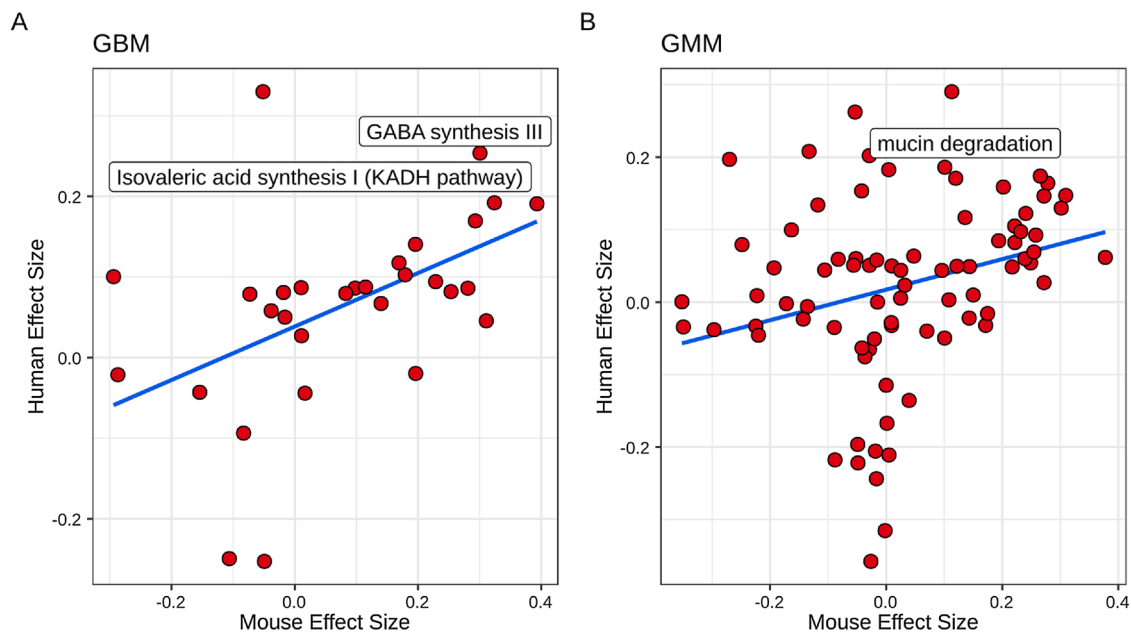 A
GBM
GABA synthesis III
Isovaleric acid synthesis I (KADH pathway)
Human Effect Size
0.2
0.0
-0.2
-0.2
0.0
0.2
0.4
Mouse Effect Size
B
GMM
mucin degradation
Human Effect Size
0.2
0.0
-0.2
-0.2
0.0
0.2
0.4
Mouse Effect Size